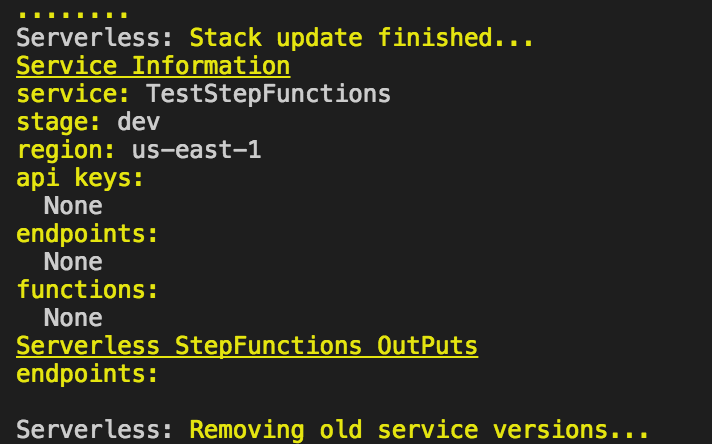 ........
Serverless: Stack update finished...
Service Information
service: TestStepFunctions
stage: dev
region: us-east-1
api keys:
  None
endpoints:
  None
functions:
  None
Serverless StepFunctions OutPuts
endpoints:
Serverless: Removing old service versions...